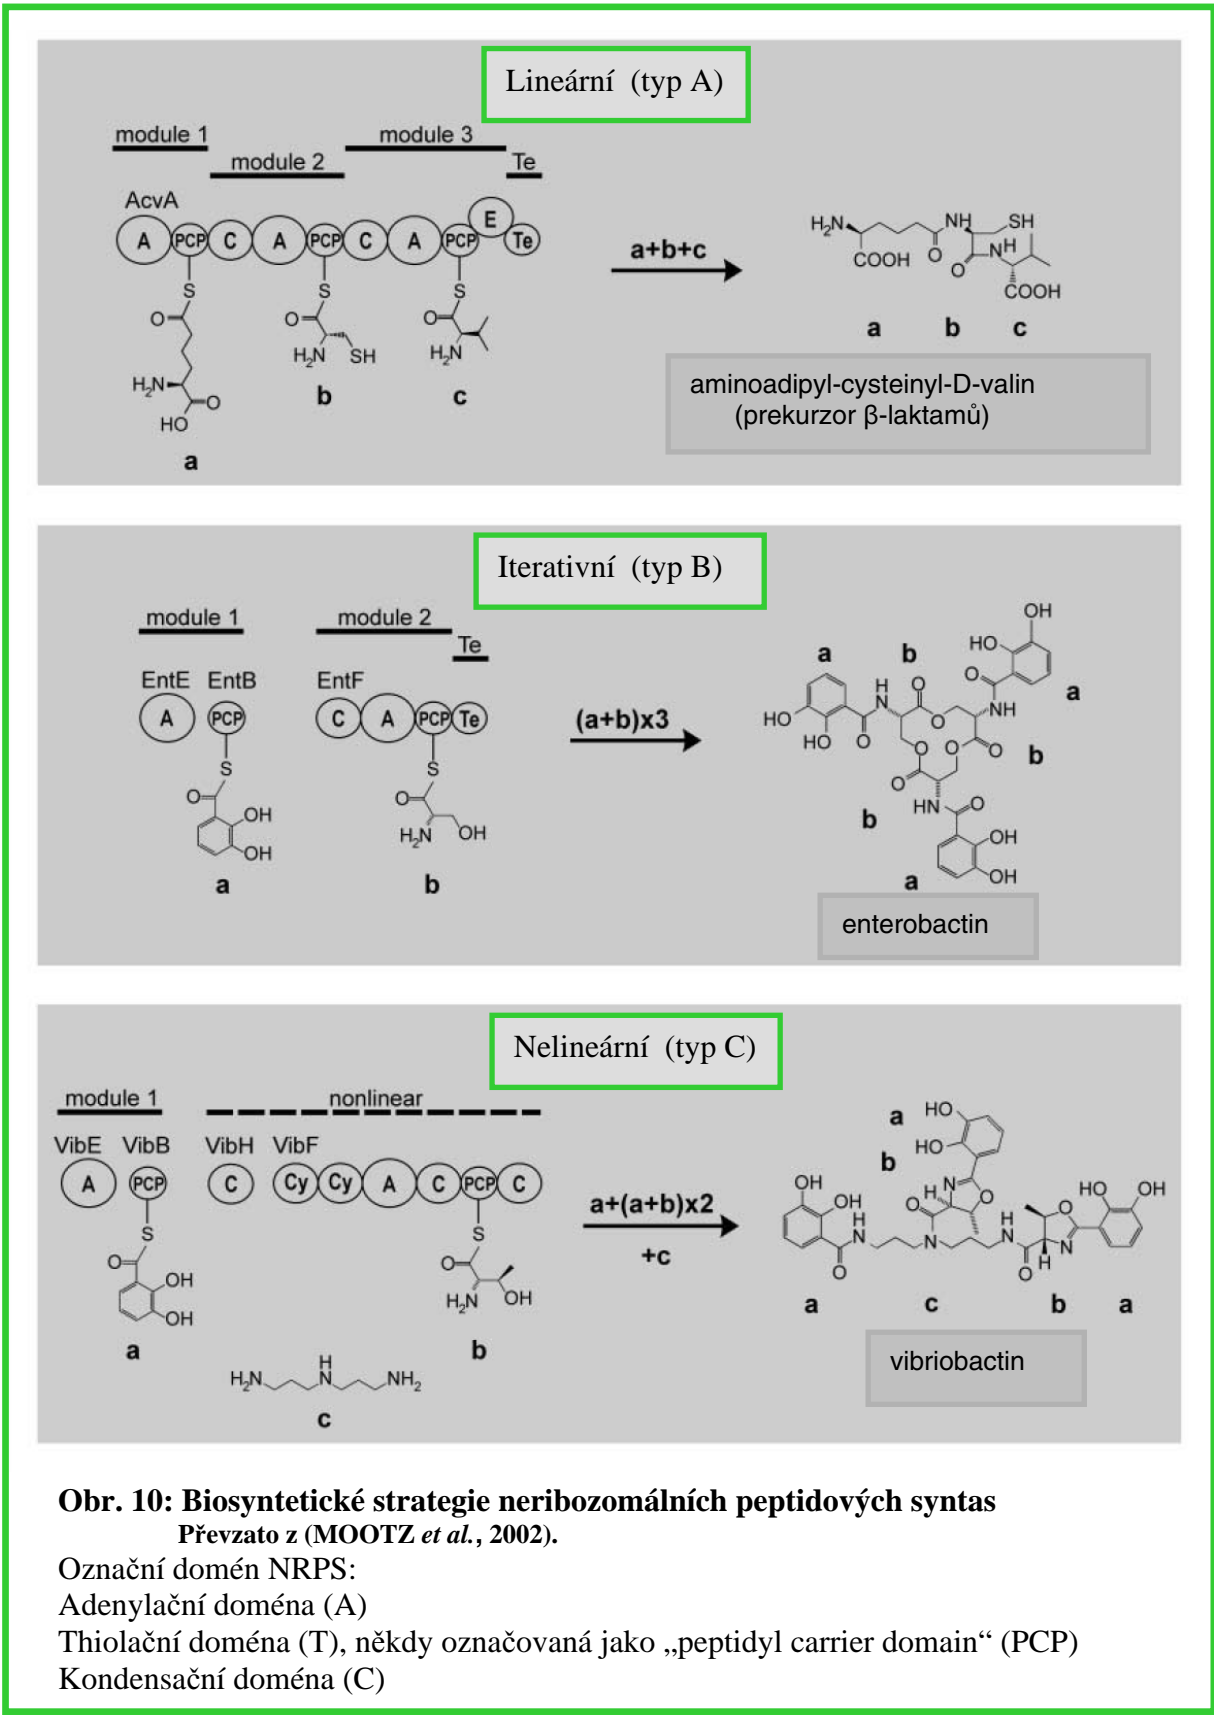 Lineární (typ A)
module 1
module 3
module 2
Te
AcvA
A PCP C A PCP C A PCP E Te
a+b+c
S
S
S
O
O
O
H₂N
SH
H₂N
H₂N
O
HO
a
b
c
H₂N
NH
SH
COOH
O
N
H
O
COOH
a b c
aminoadipyl-cysteinyl-D-valin
(prekurzor β-laktamů)
Iterativní (typ B)
module 1
module 2
Te
EntE EntB
EntF
A PCP
C A PCP Te
(a+b)x3
S
S
O
O
OH
OH
H₂N
OH
a
b
OH
HO
a
b
O
O
H
N
a
HO
HO
O
O
NH
O
O
O
O
b
b
HN
O
OH
OH
a
enterobactin
Nelineární (typ C)
module 1
nonlinear
VibE VibB VibH VibF
A PCP C Cy Cy A C PCP C
a+(a+b)x2
+c
S
S
O
O
OH
OH
H₂N
OH
a
b
H₂N
H
N
NH₂
c
a
HO
HO
b
N
O
H
O
OH
OH
H
N
O
N
H
N
O
O
N
H
OH
OH
a c b a
vibriobactin
Obr. 10: Biosyntetické strategie neribozomálních peptidových syntas
Převzato z (MOOTZ et al., 2002).
Označní domén NRPS:
Adenylační doména (A)
Thiolační doména (T), někdy označovaná jako „peptidyl carrier domain“ (PCP)
Kondensační doména (C)